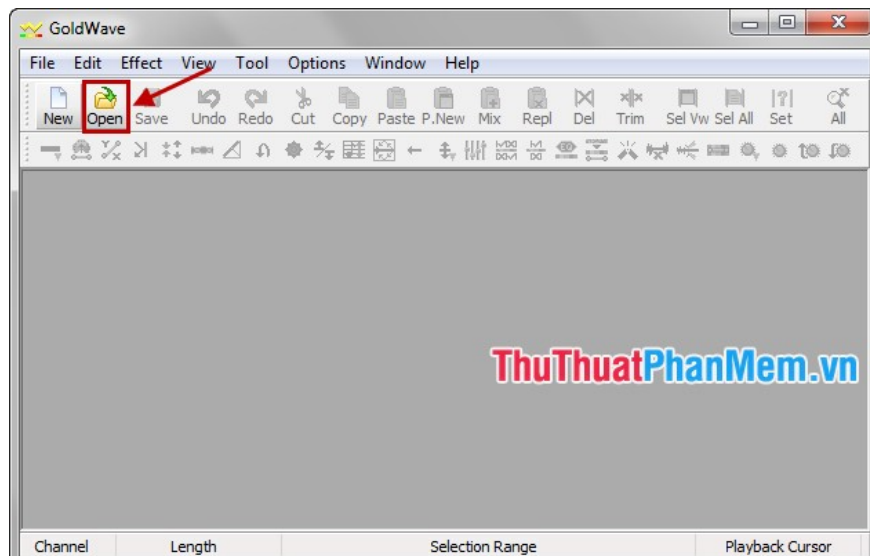 GoldWave
File Edit Effect View Tool Options Window Help
New Open Save Undo Redo Cut Copy Paste P.New Mix Repl Del Trim Sel Vw Sel All Set All
ThuThuatPhanMem.vn
Channel Length Selection Range Playback Cursor